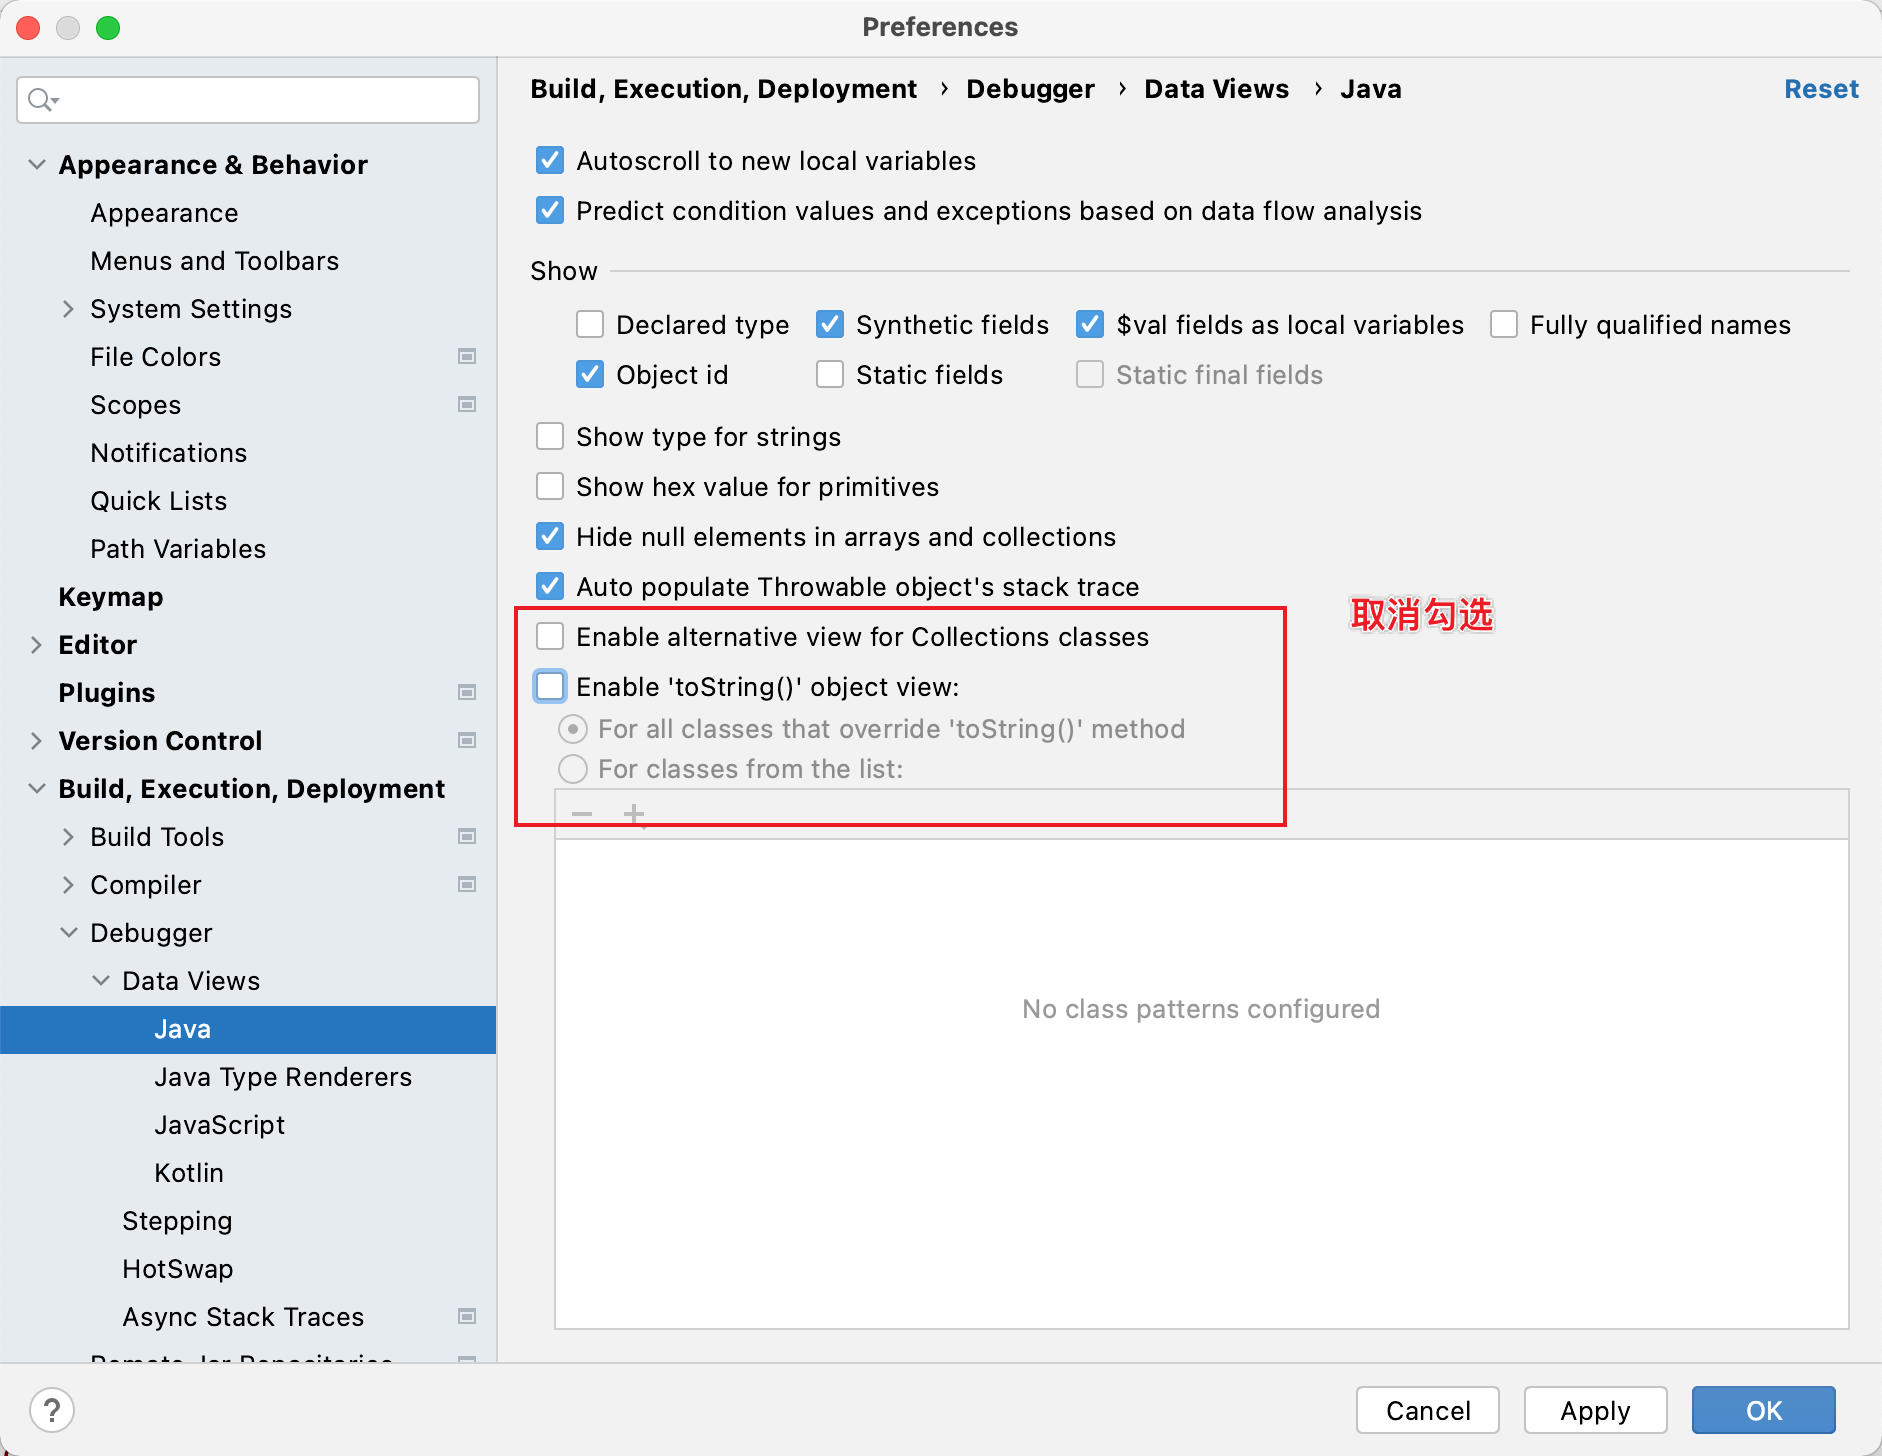 Preferences
Appearance & Behavior
Appearance
Menus and Toolbars
System Settings
File Colors
Scopes
Notifications
Quick Lists
Path Variables
Keymap
Editor
Plugins
Version Control
Build, Execution, Deployment
Build Tools
Compiler
Debugger
Data Views
Java
Java Type Renderers
JavaScript
Kotlin
Stepping
HotSwap
Async Stack Traces
Remote Jar Repositories
Build, Execution, Deployment › Debugger › Data Views › Java Reset
Autoscroll to new local variables
Predict condition values and exceptions based on data flow analysis
Show
Declared type Synthetic fields $val fields as local variables Fully qualified names
Object id Static fields Static final fields
Show type for strings
Show hex value for primitives
Hide null elements in arrays and collections
Auto populate Throwable object's stack trace
取消勾选
Enable alternative view for Collections classes
Enable 'toString()' object view:
For all classes that override 'toString()' method
For classes from the list:
No class patterns configured
? Cancel Apply OK